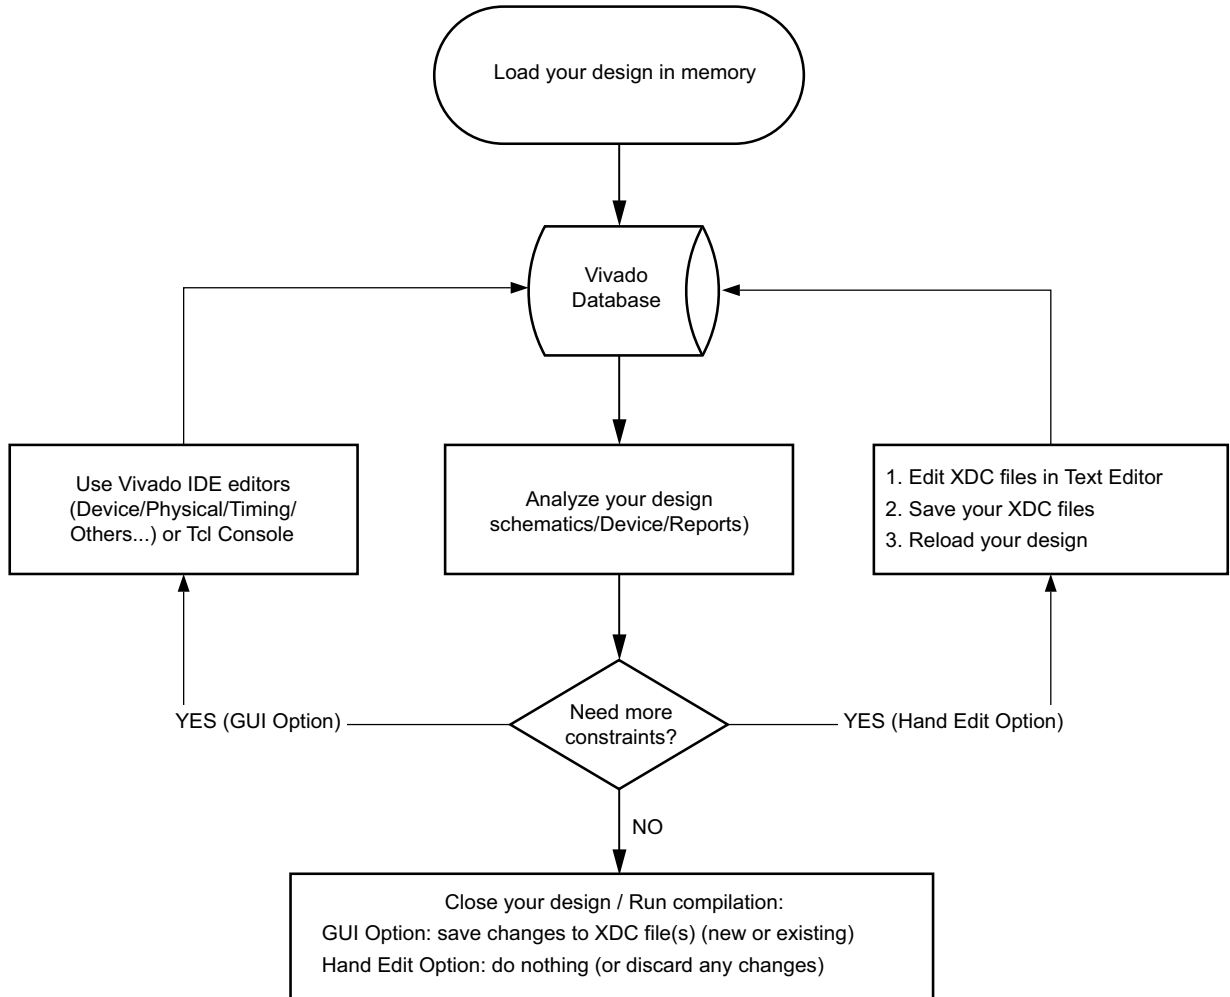 Load your design in memory
Vivado
Database
Use Vivado IDE editors
(Device/Physical/Timing/
Others...) or Tcl Console
Analyze your design
schematics/Device/Reports)
1. Edit XDC files in Text Editor
2. Save your XDC files
3. Reload your design
YES (GUI Option)
Need more
constraints?
YES (Hand Edit Option)
NO
Close your design / Run compilation:
GUI Option: save changes to XDC file(s) (new or existing)
Hand Edit Option: do nothing (or discard any changes)